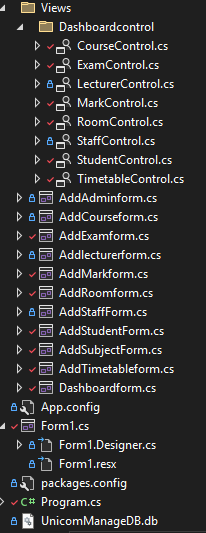 Views
Dashboardcontrol
CourseControl.cs
ExamControl.cs
LecturerControl.cs
MarkControl.cs
RoomControl.cs
StaffControl.cs
StudentControl.cs
TimetableControl.cs
AddAdminform.cs
AddCourseform.cs
AddExamform.cs
Addlecturerform.cs
AddMarkform.cs
AddRoomform.cs
AddStaffForm.cs
AddStudentForm.cs
AddSubjectForm.cs
AddTimetableform.cs
Dashboardform.cs
App.config
Form1.cs
Form1.Designer.cs
Form1.resx
packages.config
C# Program.cs
UnicomManageDB.db